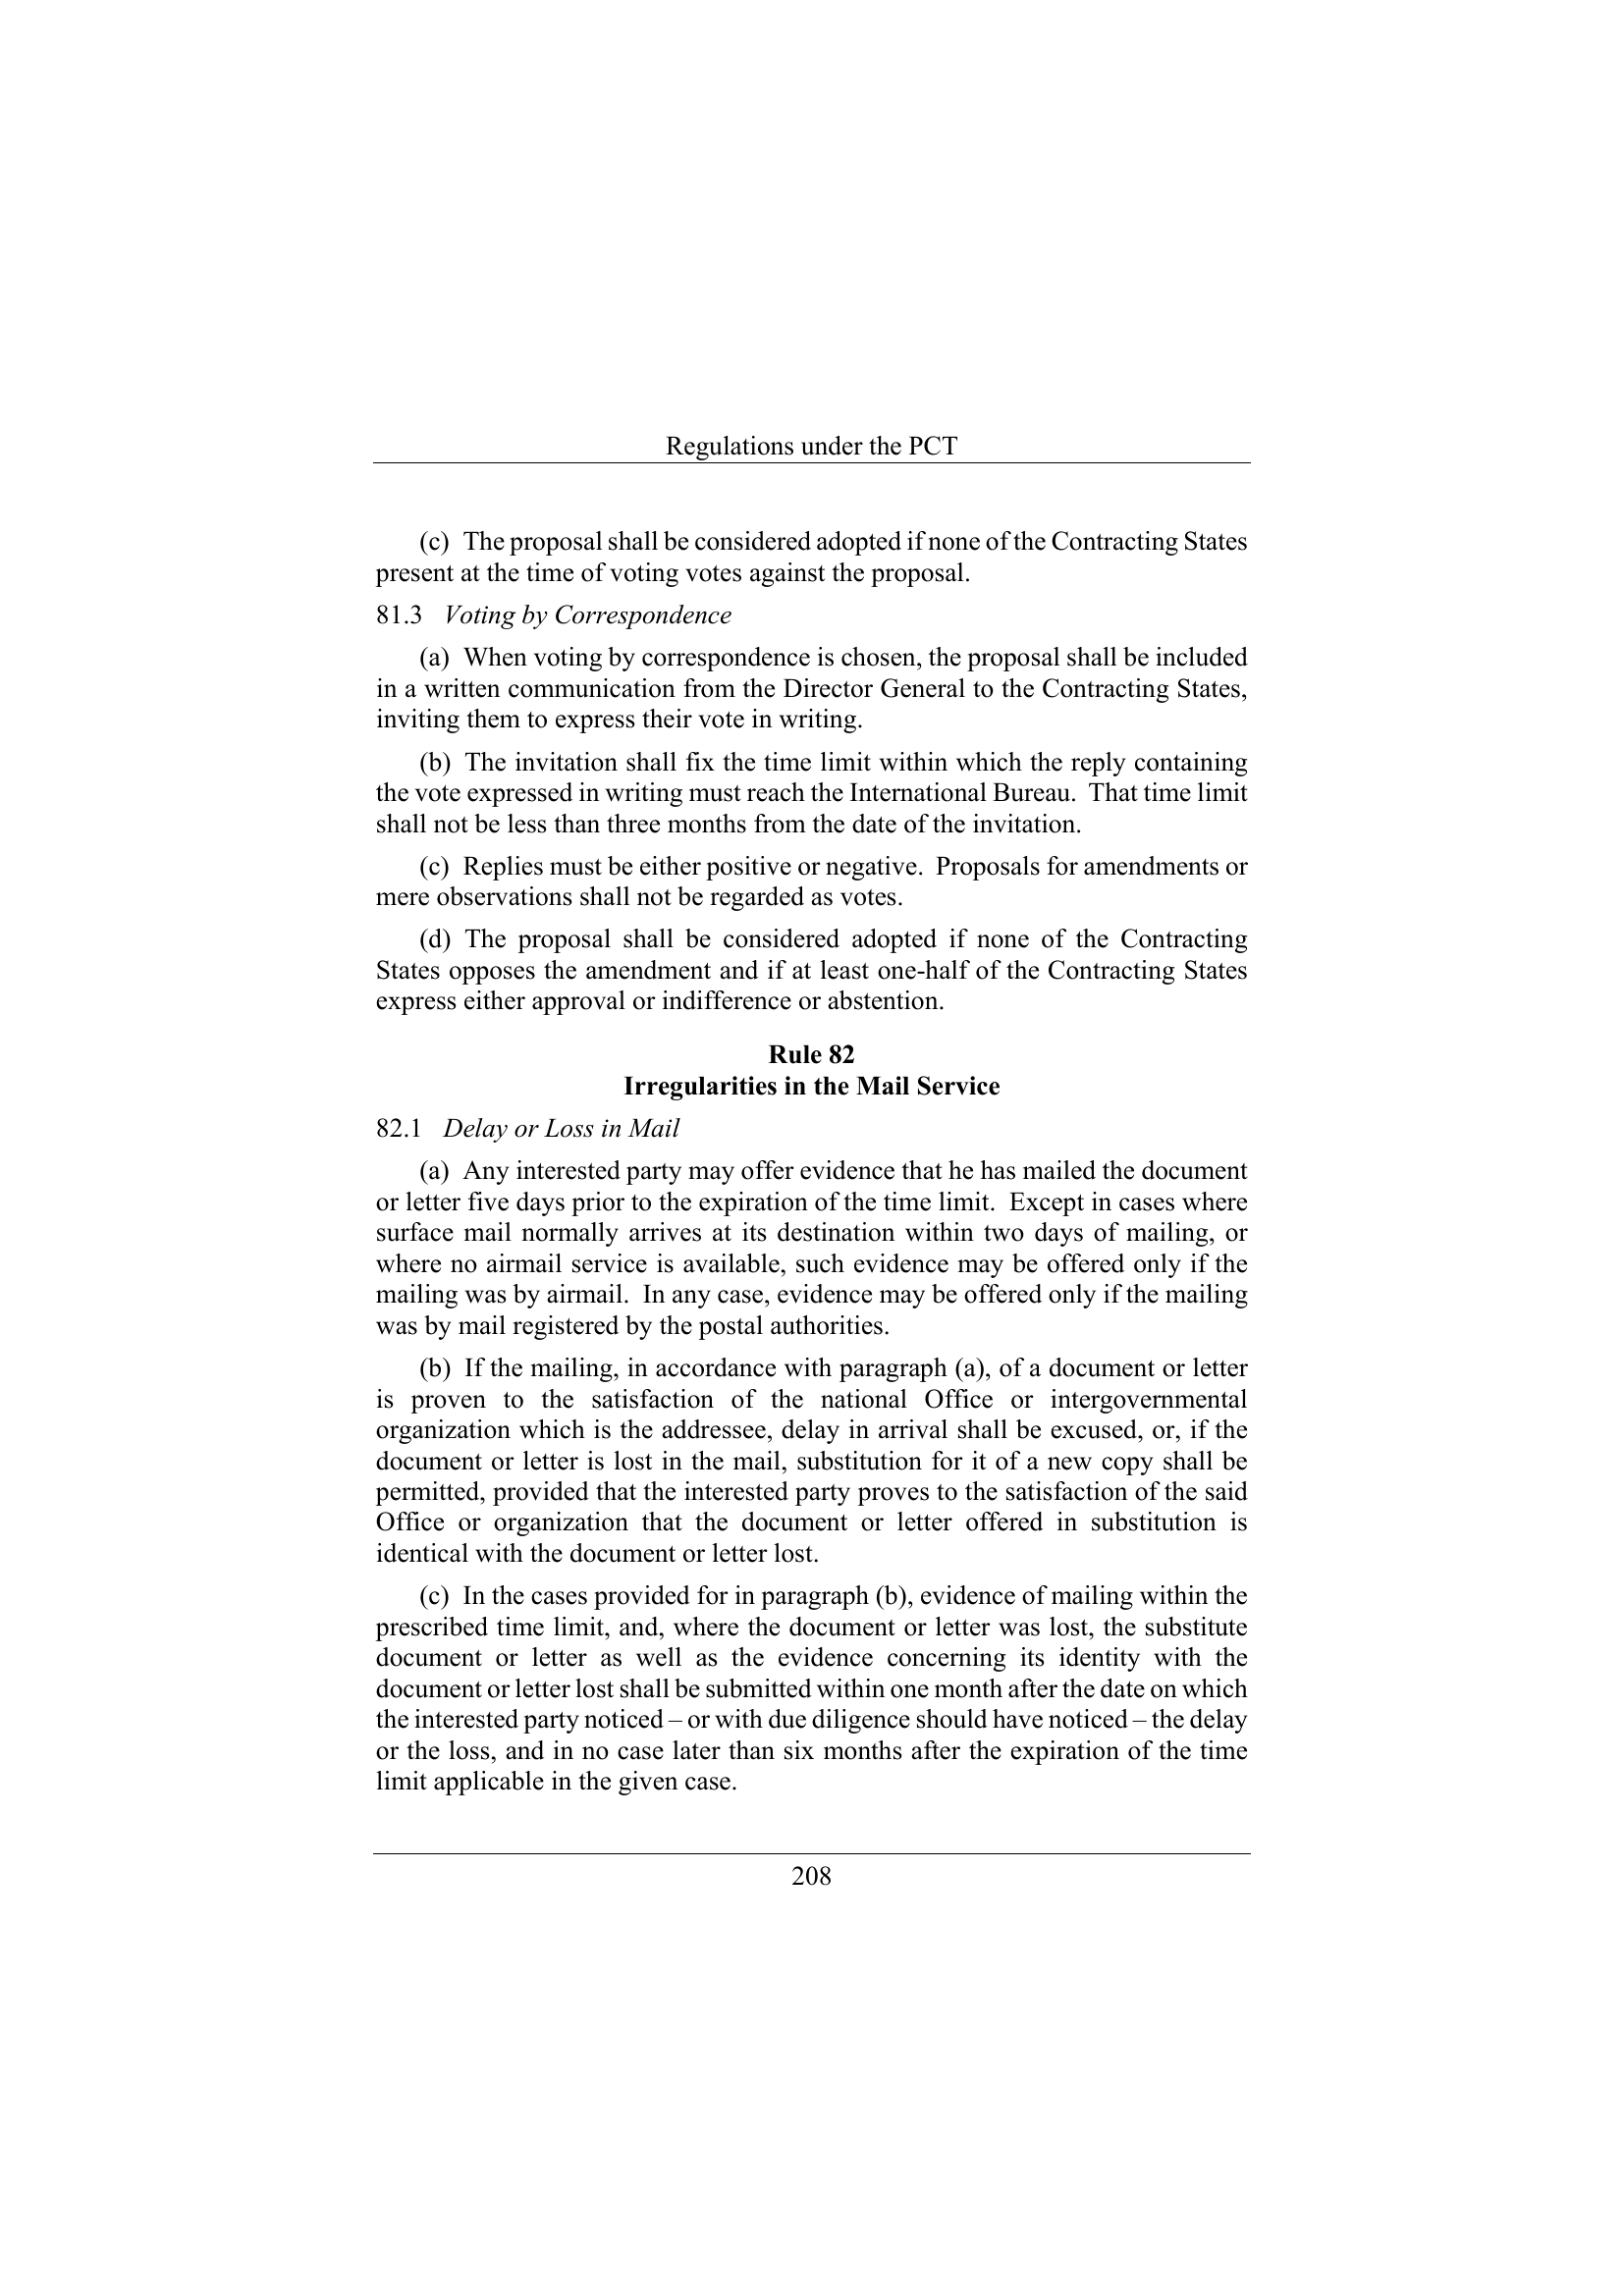 Regulations under the PCT
(c) The proposal shall be considered adopted if none of the Contracting States
present at the time of voting votes against the proposal.
81.3 Voting by Correspondence
(a) When voting by correspondence is chosen, the proposal shall be included
in a written communication from the Director General to the Contracting States,
inviting them to express their vote in writing.
(b) The invitation shall fix the time limit within which the reply containing
the vote expressed in writing must reach the International Bureau. That time limit
shall not be less than three months from the date of the invitation.
(c) Replies must be either positive or negative. Proposals for amendments or
mere observations shall not be regarded as votes.
(d) The proposal shall be considered adopted if none of the Contracting
States opposes the amendment and if at least one-half of the Contracting States
express either approval or indifference or abstention.
Rule 82
Irregularities in the Mail Service
82.1 Delay or Loss in Mail
(a) Any interested party may offer evidence that he has mailed the document
or letter five days prior to the expiration of the time limit. Except in cases where
surface mail normally arrives at its destination within two days of mailing, or
where no airmail service is available, such evidence may be offered only if the
mailing was by airmail. In any case, evidence may be offered only if the mailing
was by mail registered by the postal authorities.
(b) If the mailing, in accordance with paragraph (a), of a document or letter
is proven to the satisfaction of the national Office or intergovernmental
organization which is the addressee, delay in arrival shall be excused, or, if the
document or letter is lost in the mail, substitution for it of a new copy shall be
permitted, provided that the interested party proves to the satisfaction of the said
Office or organization that the document or letter offered in substitution is
identical with the document or letter lost.
(c) In the cases provided for in paragraph (b), evidence of mailing within the
prescribed time limit, and, where the document or letter was lost, the substitute
document or letter as well as the evidence concerning its identity with the
document or letter lost shall be submitted within one month after the date on which
the interested party noticed – or with due diligence should have noticed – the delay
or the loss, and in no case later than six months after the expiration of the time
limit applicable in the given case.
208